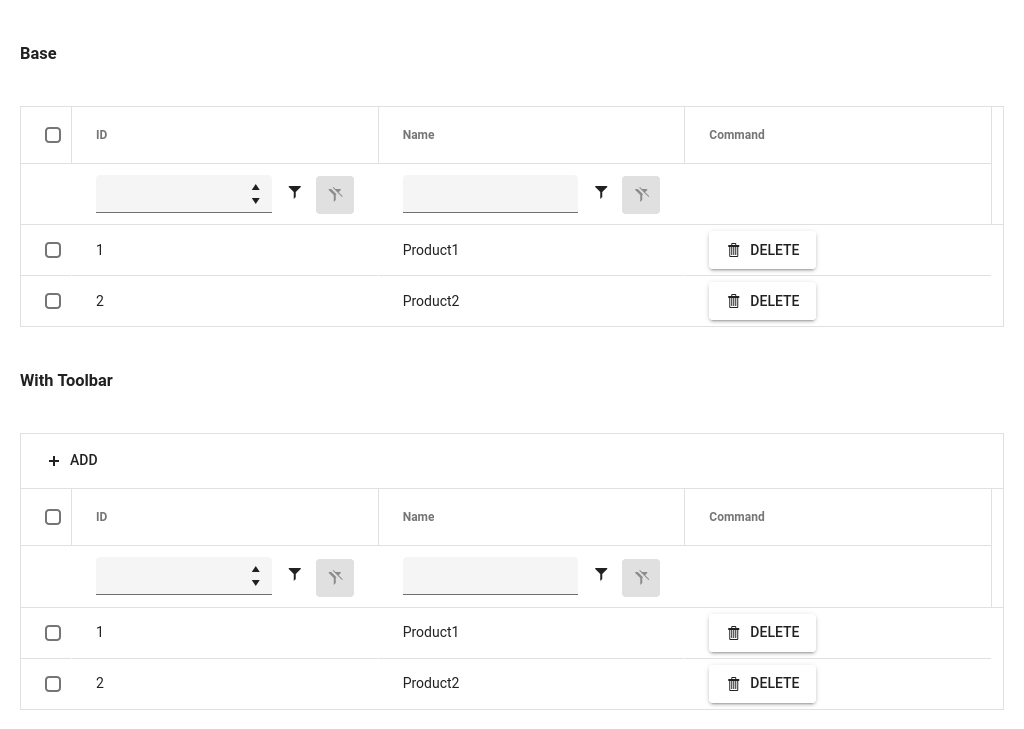 Base
ID Name Command
1 Product1 DELETE
2 Product2 DELETE
With Toolbar
ADD
ID Name Command
1 Product1 DELETE
2 Product2 DELETE